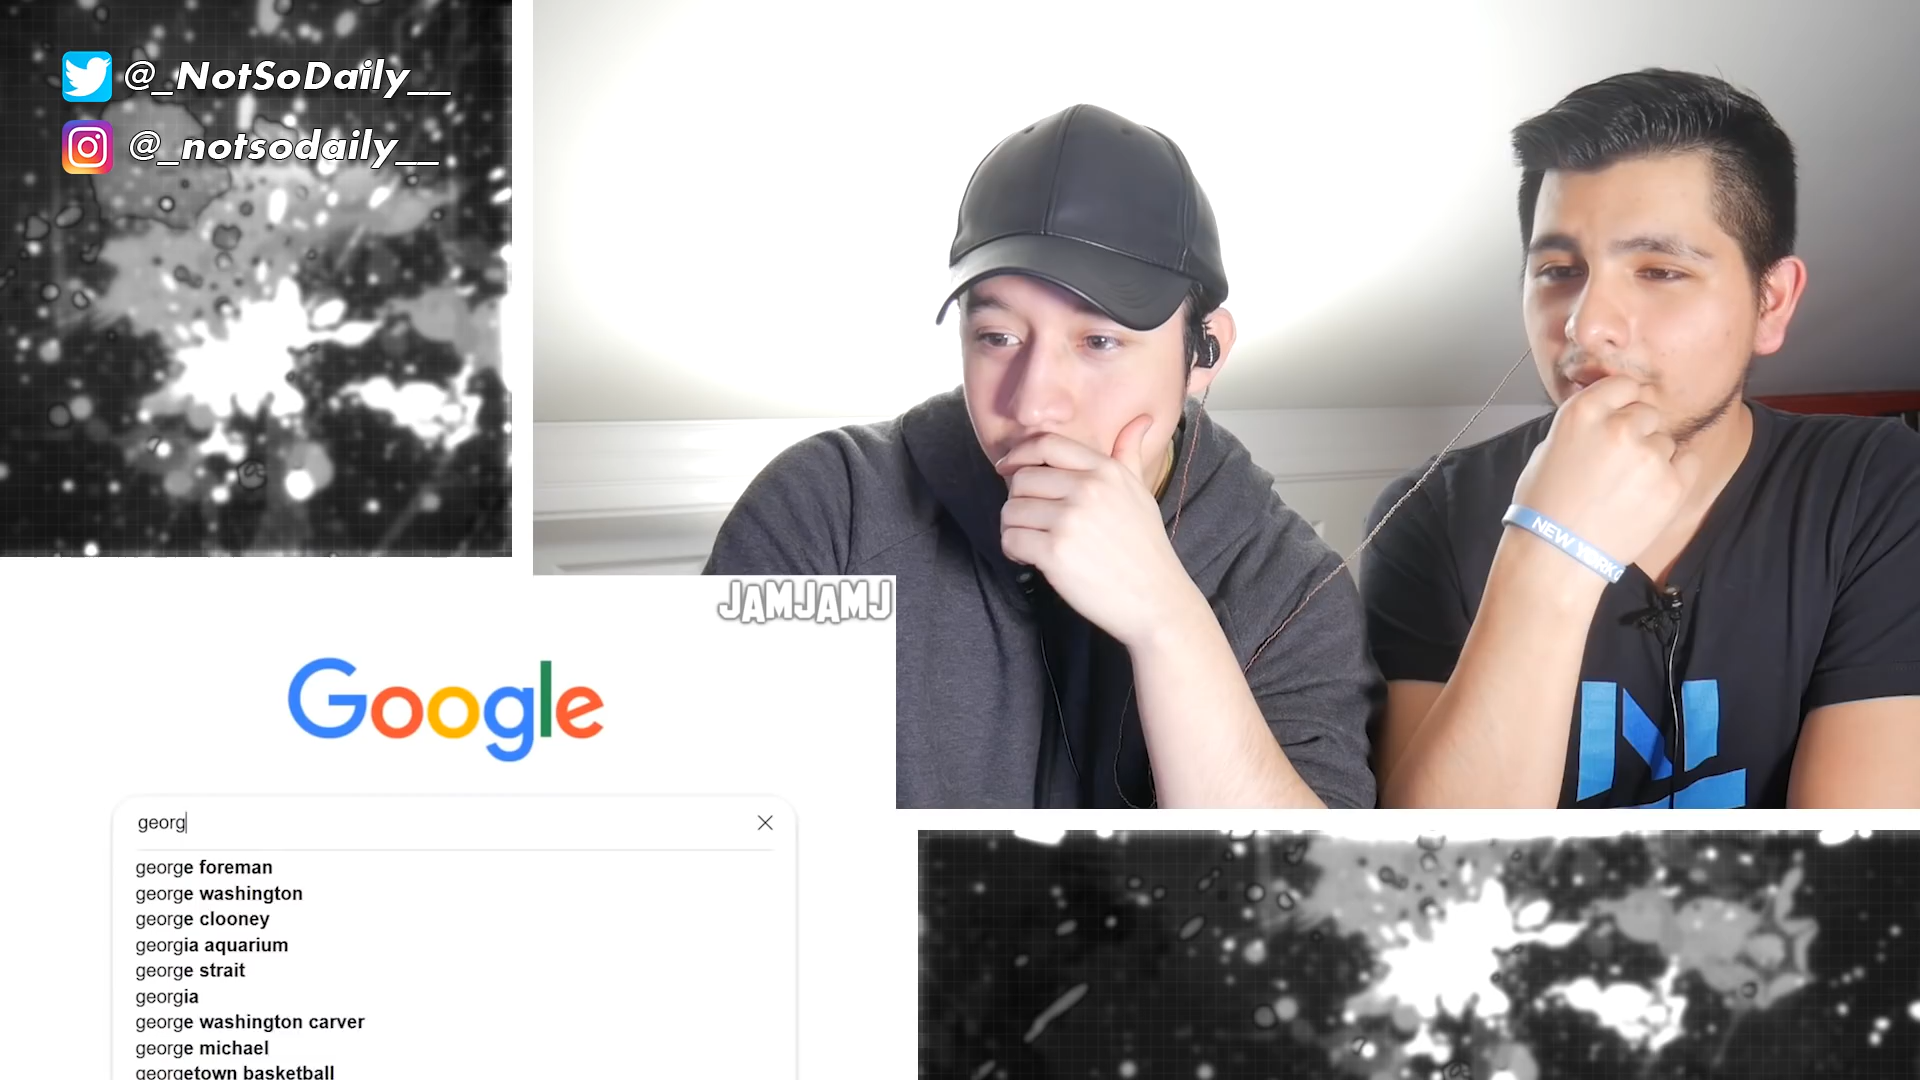 @_NotSoDaily__
@_notsodaily__
JAMJAMJ
Google
georg
george foreman
george washington
george clooney
georgia aquarium
george strait
georgia
george washington carver
george michael
georgetown basketball
NEW YORK